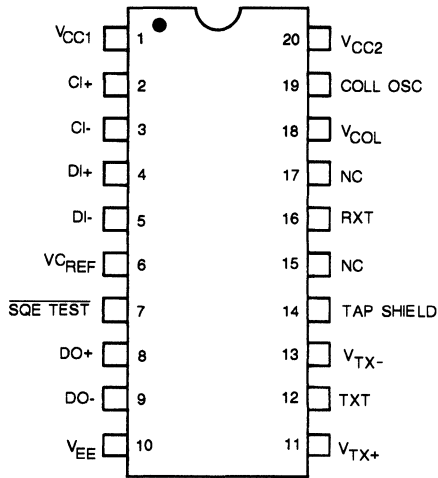 VCC1 1 20 VCC2
CI+ 2 19 COLL OSC
CI- 3 18 VCOL
DI+ 4 17 NC
DI- 5 16 RXT
VCREF 6 15 NC
SQE TEST 7 14 TAP SHIELD
DO+ 8 13 VTX-
DO- 9 12 TXT
VEE 10 11 VTX+